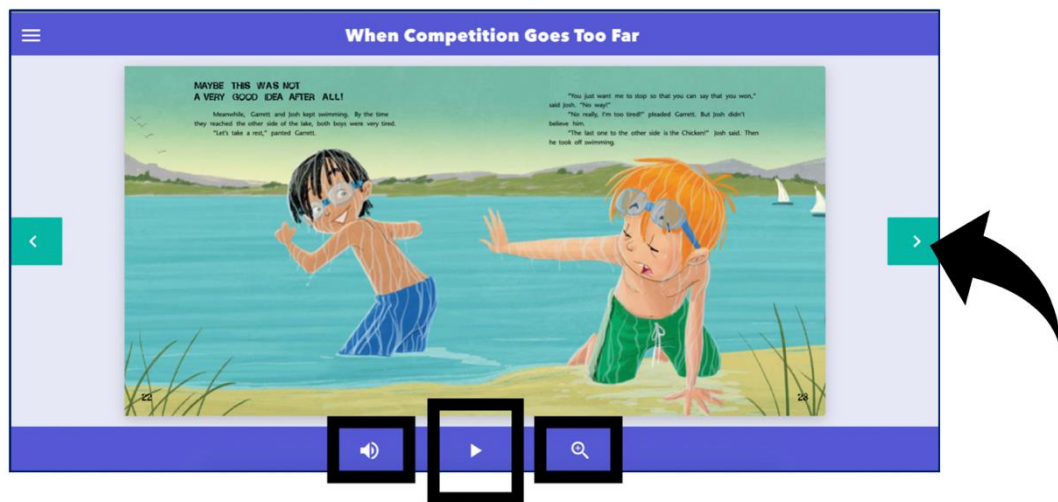 When Competition Goes Too Far
MAYBE THIS WAS NOT
A VERY GOOD IDEA AFTER ALL!
Meanwhile, Garrett and Josh kept swimming. By the time
they reached the other side of the lake, both boys were very tired.
"Let's take a rest," panted Garrett.
"You just want me to stop so that you can say that you won,"
said Josh. "No way!"
"No really, I'm too tired!" pleaded Garrett. But Josh didn't
believe him.
"The last one to the other side is the Chicken!" Josh said. Then
he took off swimming.
22
23